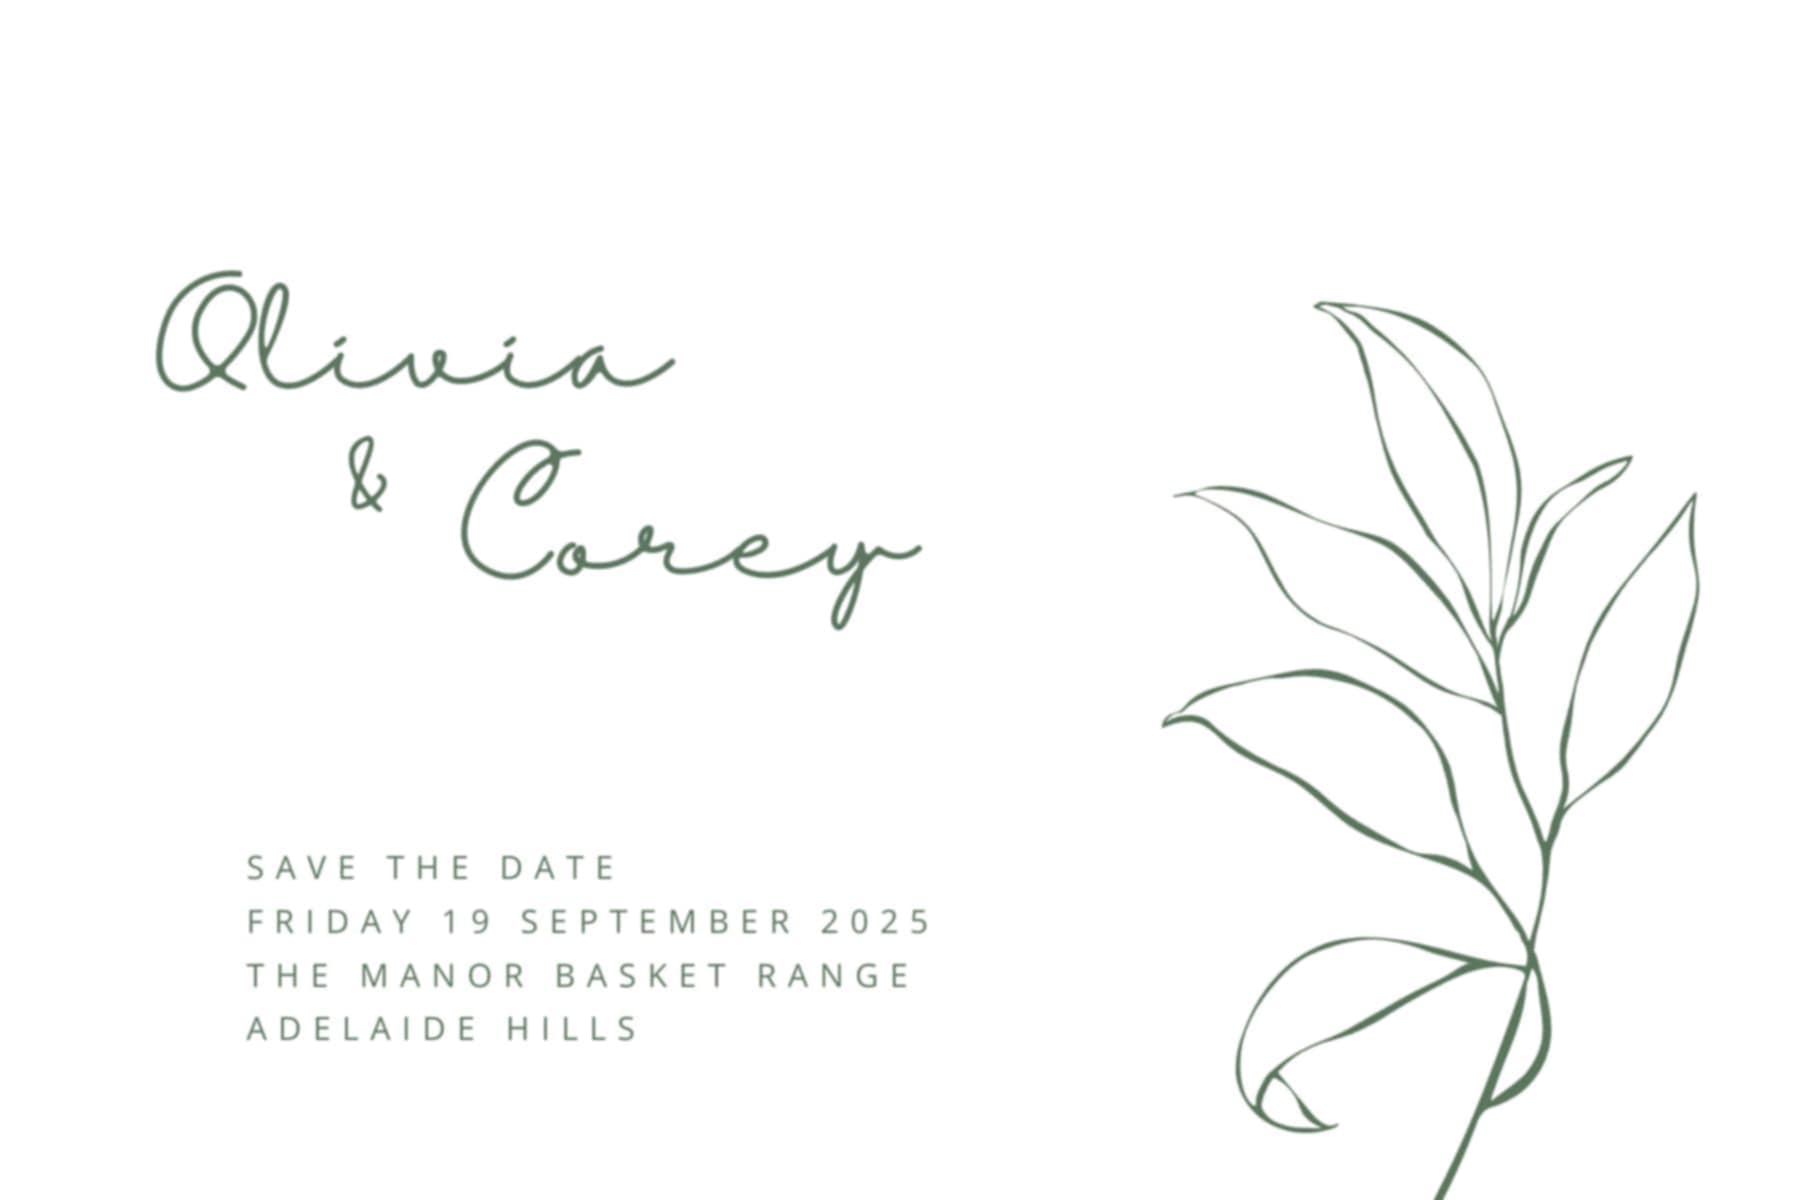 Olivia
& Corey
SAVE THE DATE
FRIDAY 19 SEPTEMBER 2025
THE MANOR BASKET RANGE
ADELAIDE HILLS